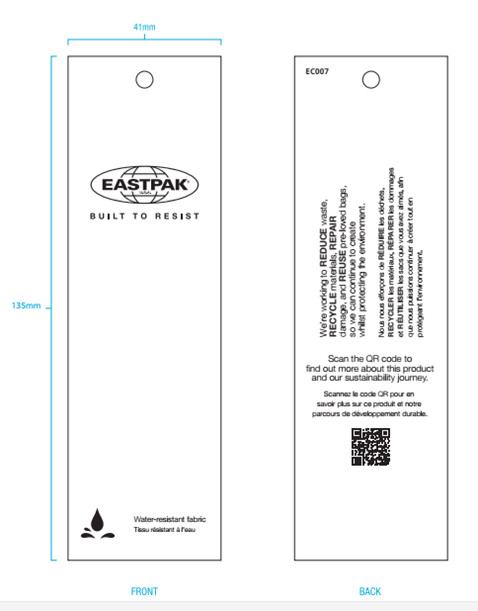 41mm
135mm
EASTPAK®
BUILT TO RESIST
Water-resistant fabric
Tissu résistant à l'eau
FRONT
EC007
We're working to REDUCE waste,
RECYCLE materials, REPAIR
damage, and REUSE pre-loved bags,
so we can continue to create
whilst protecting the environment.
Nous nous efforçons de RÉDUIRE les déchets,
RECYCLER les matériaux, RÉPARER les dommages
et RÉUTILISER les sacs que vous avez aimés, afin
que nous puissions continuer à créer tout en
protégeant l'environnement.
Scan the QR code to
find out more about this product
and our sustainability journey.
Scannez le code QR pour en
savoir plus sur ce produit et notre
parcours de développement durable.
BACK